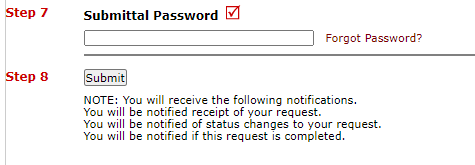 Step 7
Submittal Password
Forgot Password?
Step 8
Submit
NOTE: You will receive the following notifications.
You will be notified receipt of your request.
You will be notified of status changes to your request.
You will be notified if this request is completed.